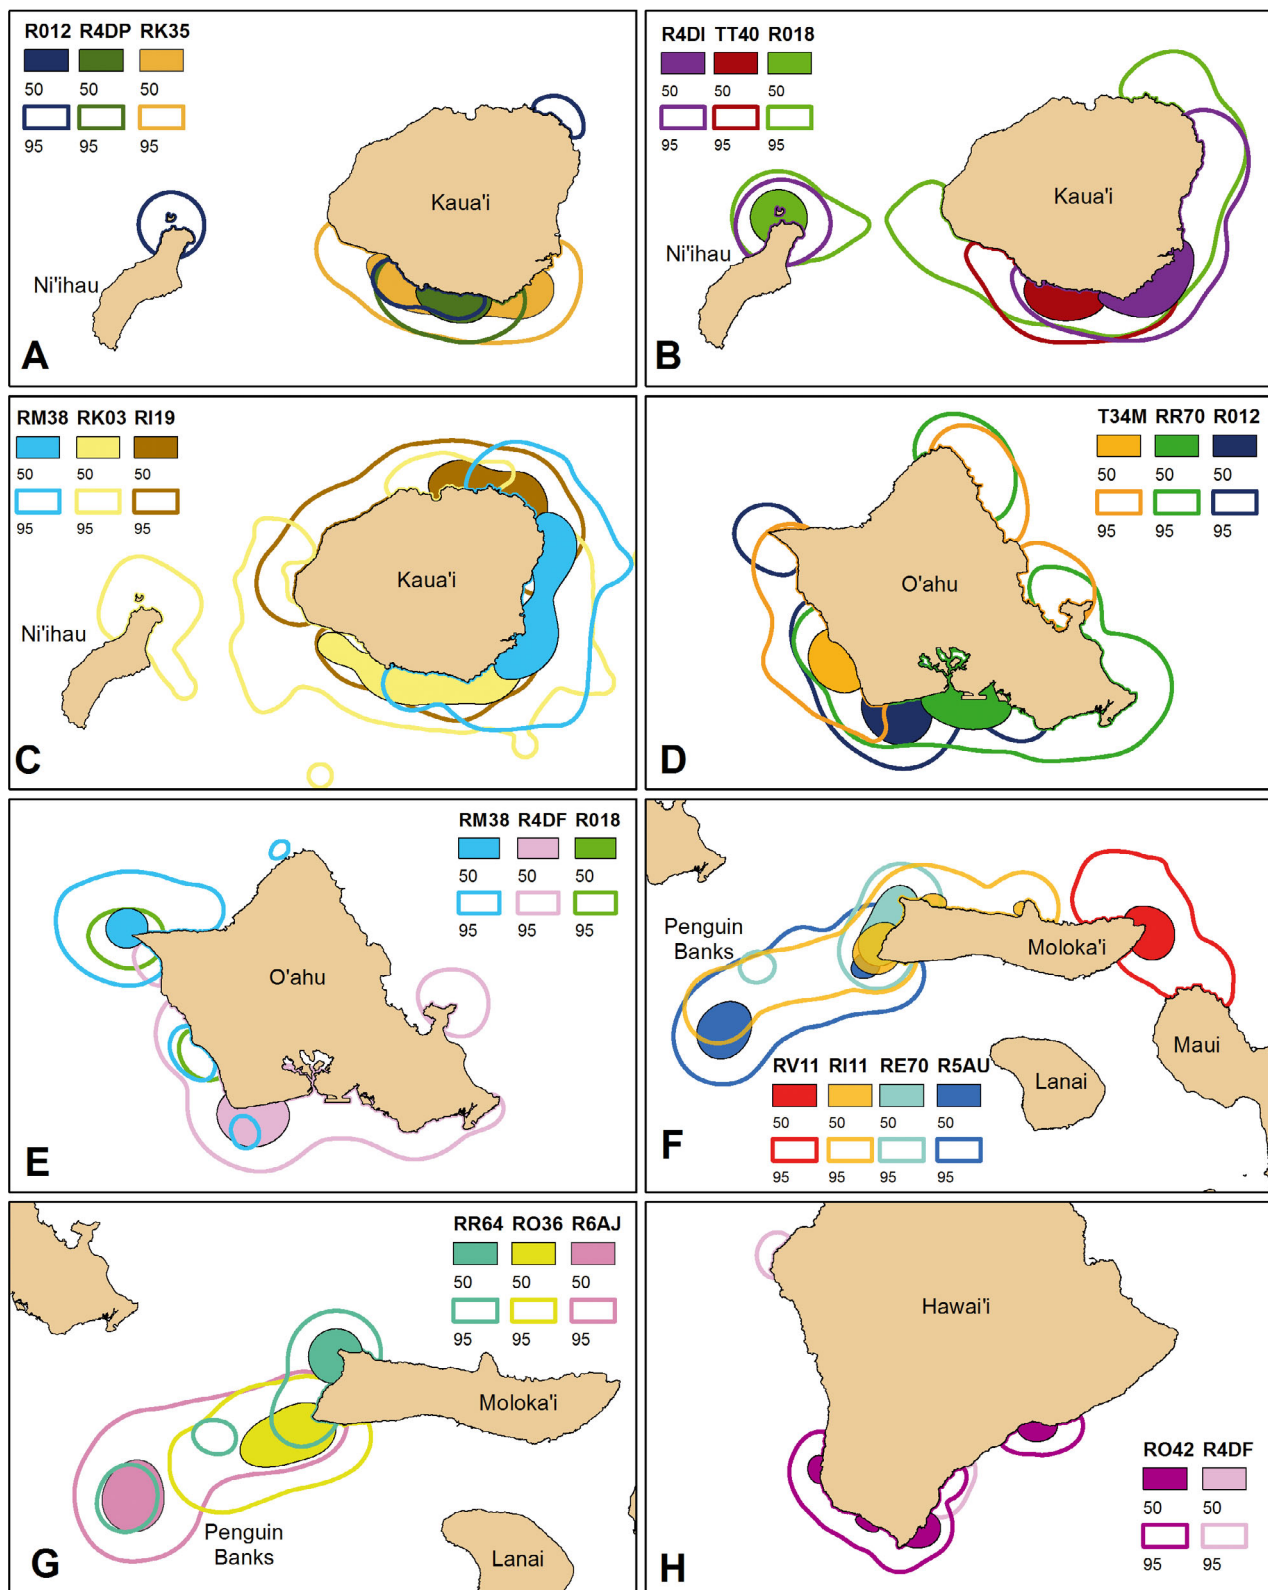 R012 R4DP RK35
50 50 50
95 95 95
Kaua'i
Ni'ihau
A
R4DI TT40 R018
50 50 50
95 95 95
Kaua'i
Ni'ihau
B
RM38 RK03 RI19
50 50 50
95 95 95
Kaua'i
Ni'ihau
C
T34M RR70 R012
50 50 50
95 95 95
O'ahu
D
RM38 R4DF R018
50 50 50
95 95 95
O'ahu
E
Penguin
Banks
Moloka'i
Maui
Lanai
RV11 RI11 RE70 R5AU
50 50 50 50
95 95 95 95
F
RR64 RO36 R6AJ
50 50 50
95 95 95
Moloka'i
Penguin
Banks
Lanai
G
Hawai'i
RO42 R4DF
50 50
95 95
H